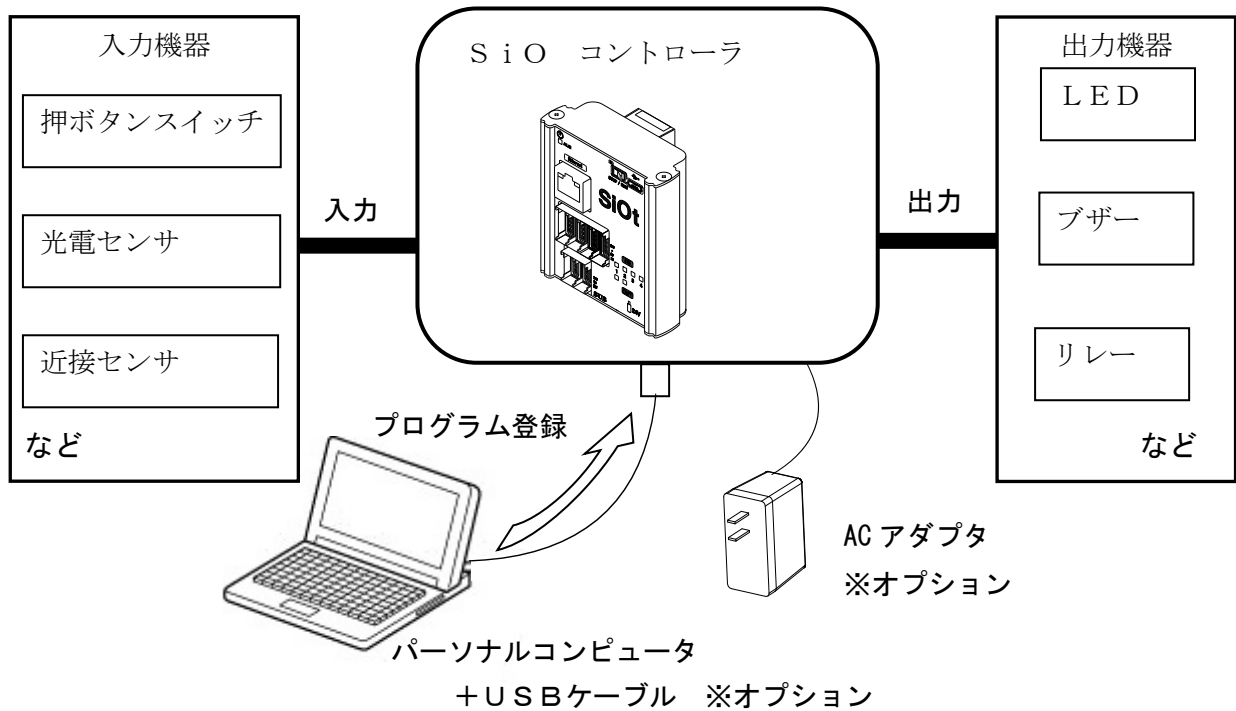 入力機器
押ボタンスイッチ
光電センサ
近接センサ
など
入力
ＳｉＯ　コントローラ
Ethernet
SiOt
出力
出力機器
ＬＥＤ
ブザー
リレー
など
プログラム登録
ACアダプタ
※オプション
パーソナルコンピュータ
＋ＵＳＢケーブル　※オプション